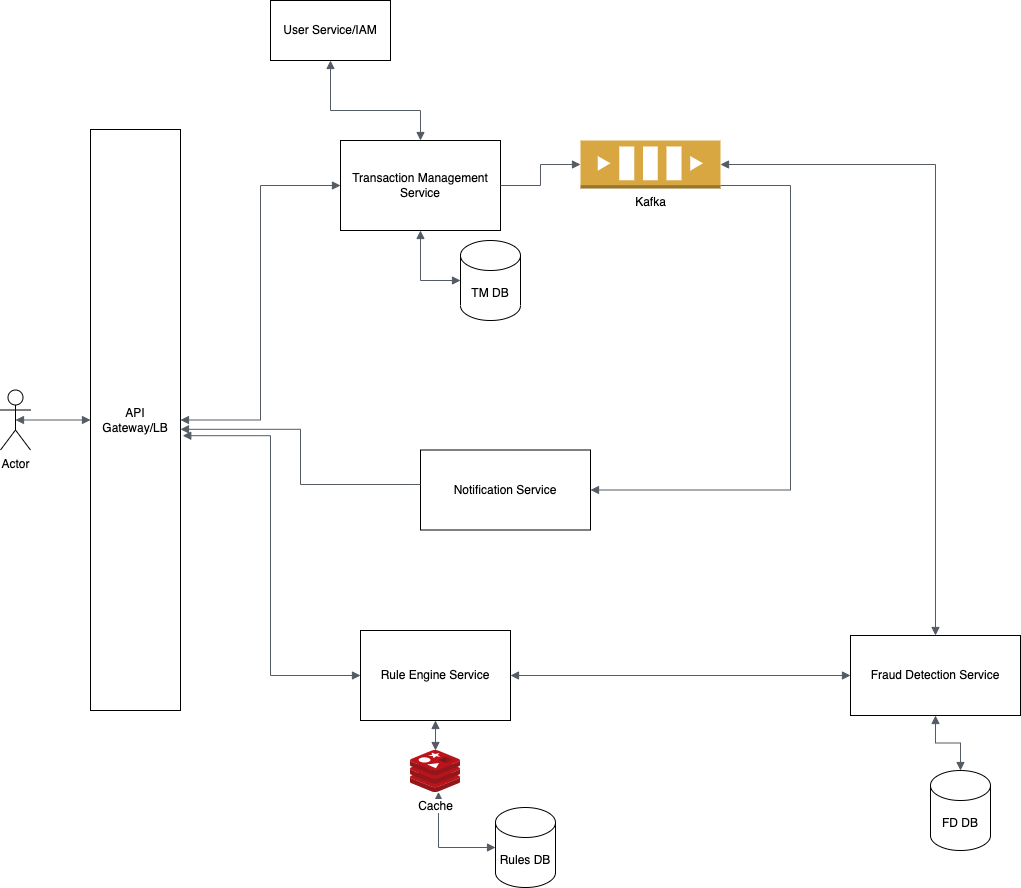 User Service/IAM
Transaction Management
Service
Kafka
TM DB
API
Gateway/LB
Actor
Notification Service
Rule Engine Service
Fraud Detection Service
Cache
FD DB
Rules DB